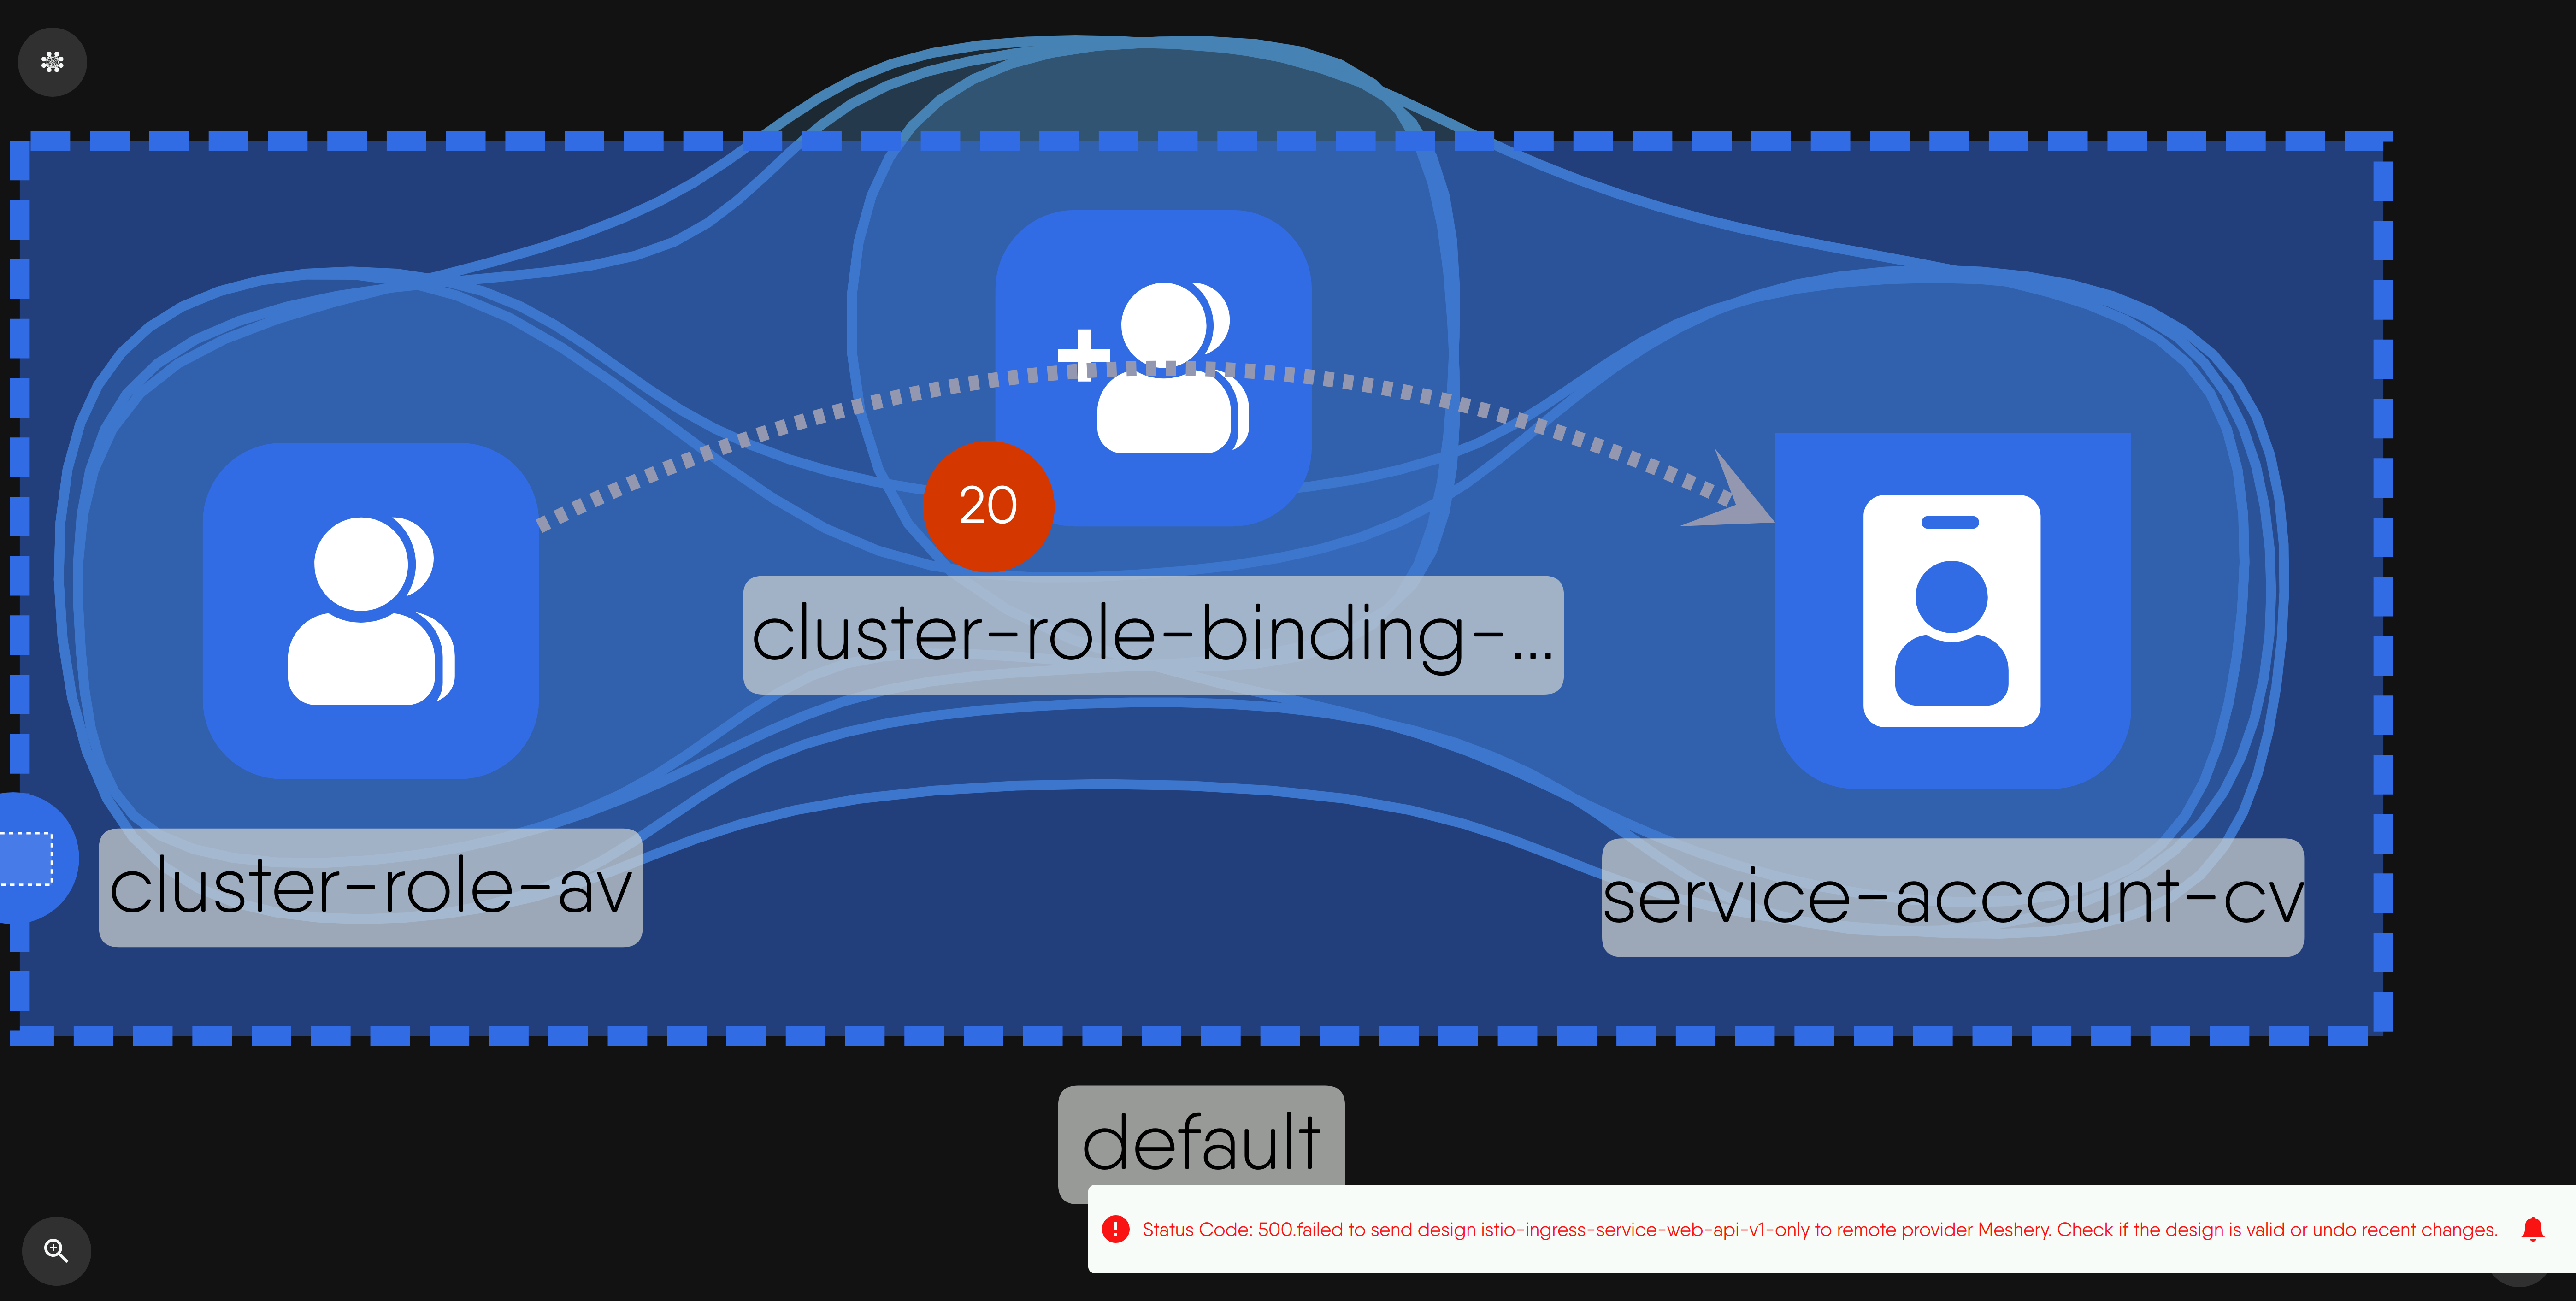 20
cluster-role-binding-...
cluster-role-av
service-account-cv
default
Status Code: 500.failed to send design istio-ingress-service-web-api-v1-only to remote provider Meshery. Check if the design is valid or undo recent changes.